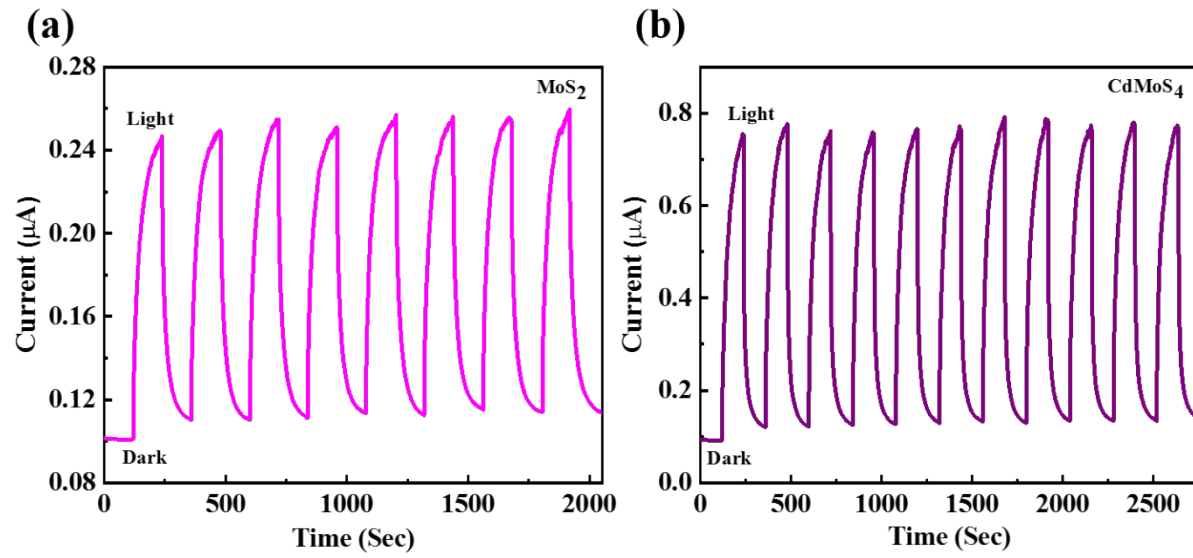 (a)
MoS2
Light
Dark
Current (μA)
0.28
0.24
0.20
0.16
0.12
0.08
0
500
1000
1500
2000
Time (Sec)
(b)
CdMoS4
Light
Dark
Current (μA)
0.8
0.6
0.4
0.2
0.0
0
500
1000
1500
2000
2500
Time (Sec)